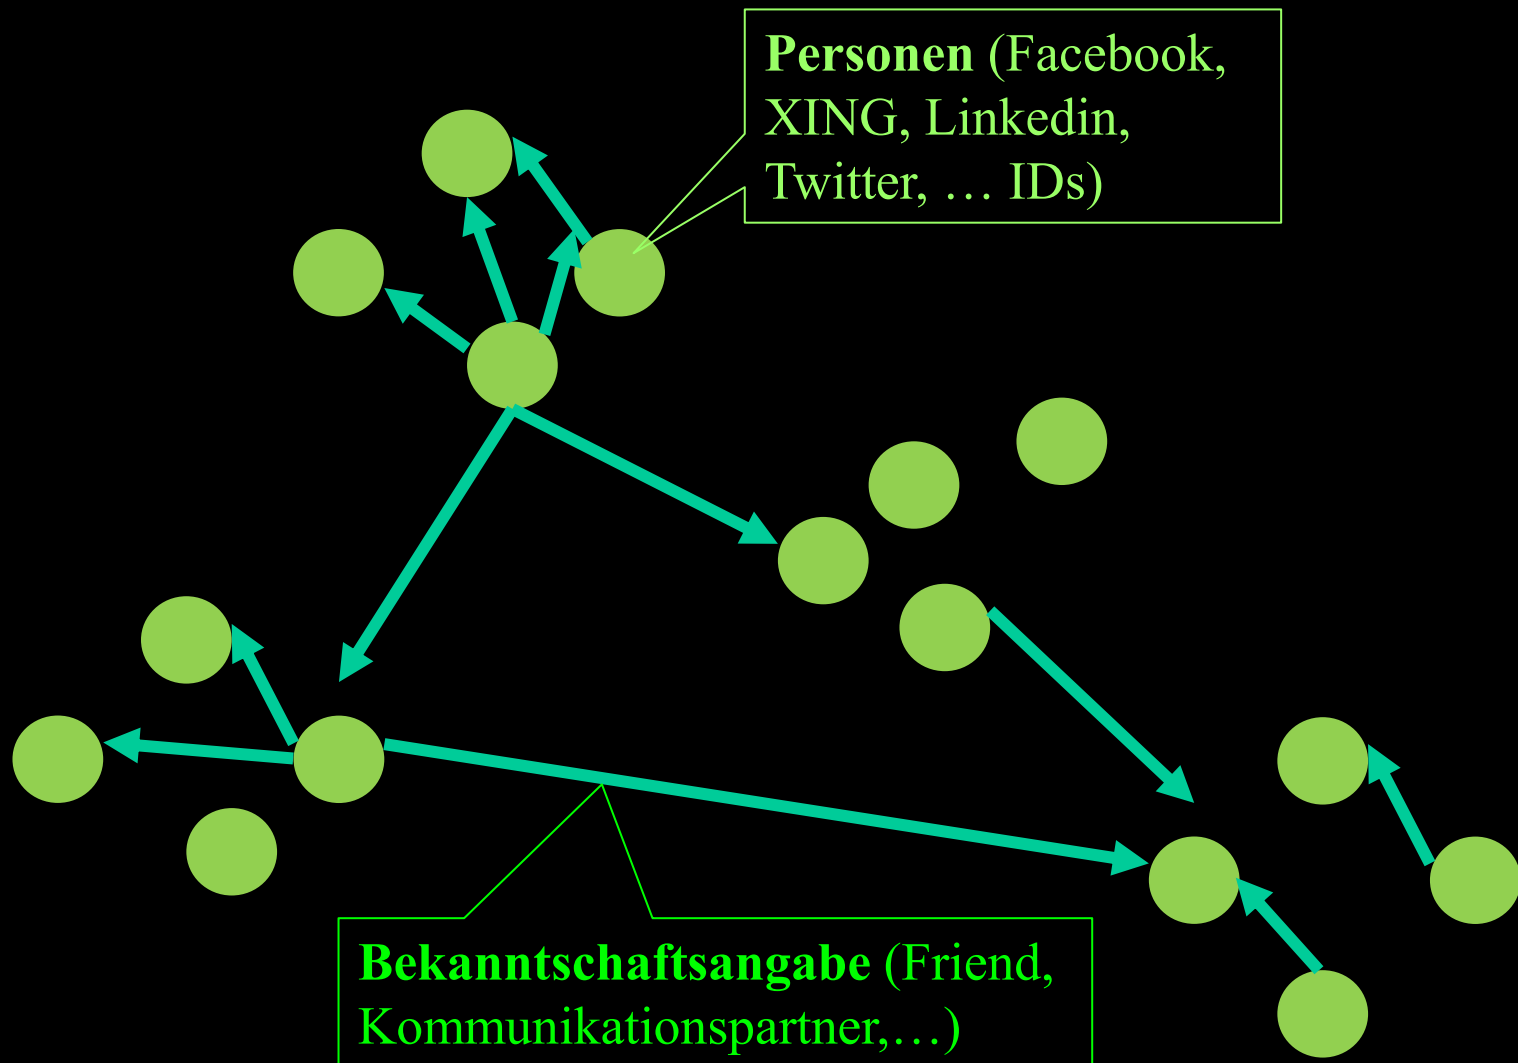 Personen (Facebook,
XING, Linkedin,
Twitter, … IDs)
Bekanntschaftsangabe (Friend,
Kommunikationspartner,…)